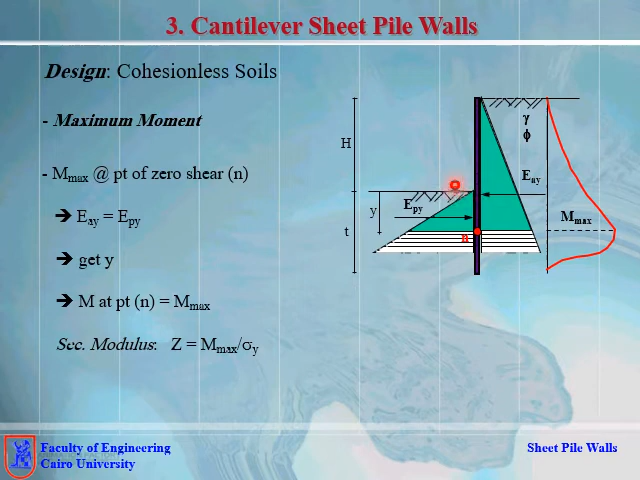 3. Cantilever Sheet Pile Walls
Design: Cohesionless Soils
- Maximum Moment
- Mmax @ pt of zero shear (n)
➔ Eay = Epy
➔ get y
➔ M at pt (n) = Mmax
Sec. Modulus: Z = Mmax/σy
H
γ
ϕ
Eay
Epy
y
Mmax
t
n
Faculty of Engineering
Cairo University
Sheet Pile Walls